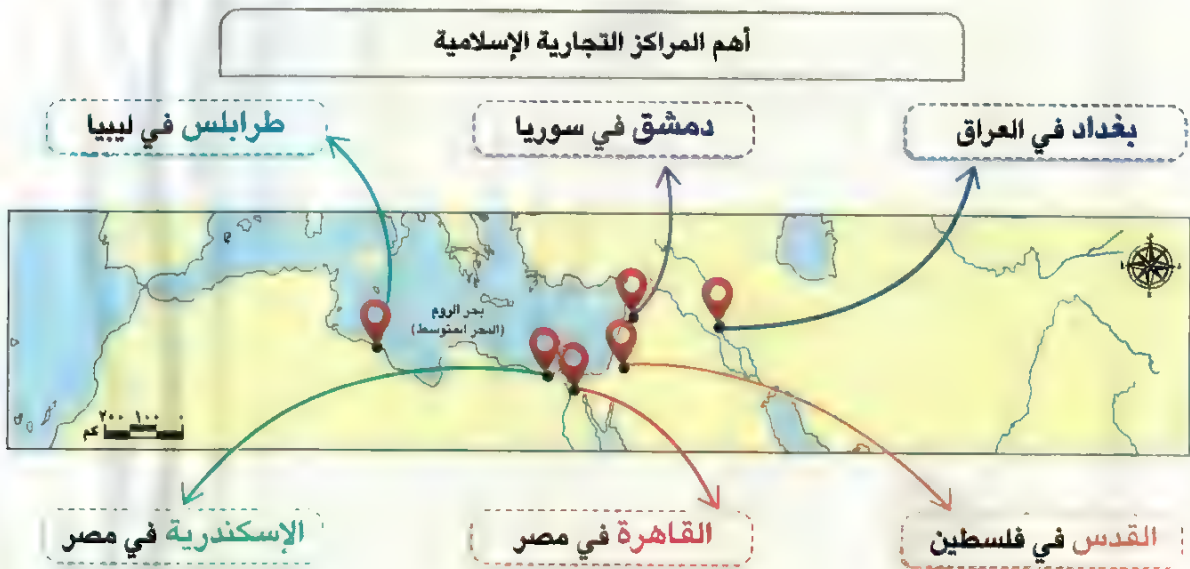 أهم المراكز التجارية الإسلامية
بغداد في العراق
دمشق في سوريا
طرابلس في ليبيا
بحر الروم
(البحر المتوسط)
٢٠٠ ١٠٠ ٠
كم
القدس في فلسطين
القاهرة في مصر
الإسكندرية في مصر